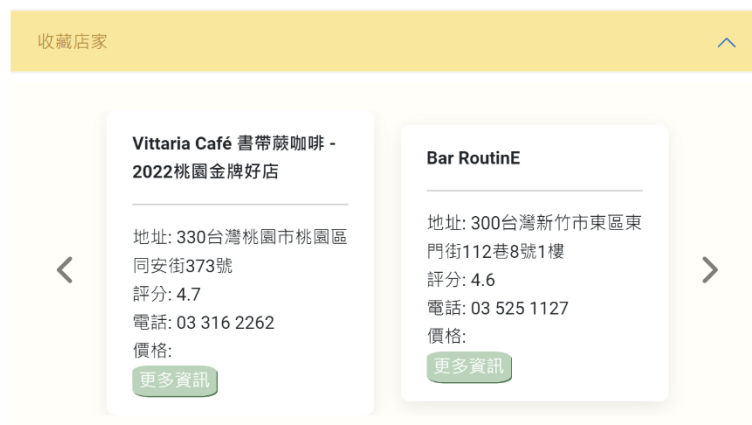 收藏店家
Vittaria Café 書帶蕨咖啡 -
2022桃園金牌好店
地址: 330台灣桃園市桃園區
同安街373號
評分: 4.7
電話: 03 316 2262
價格:
更多資訊
Bar RoutinE
地址: 300台灣新竹市東區東
門街112巷8號1樓
評分: 4.6
電話: 03 525 1127
價格:
更多資訊